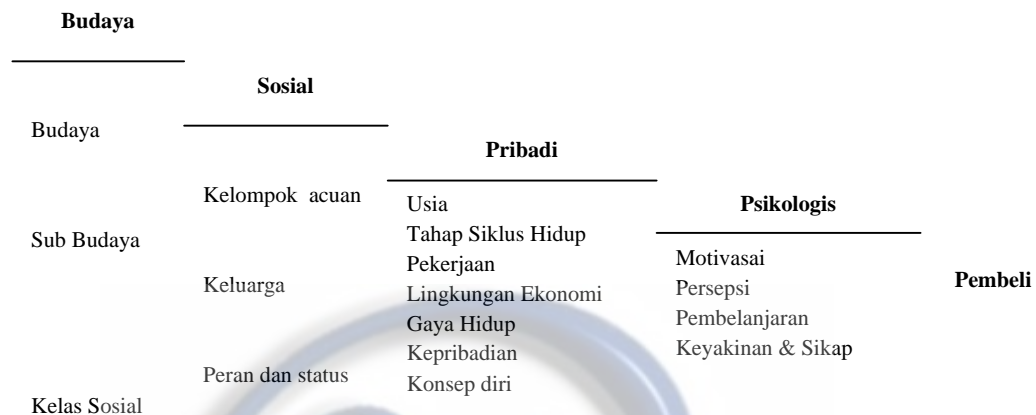 Budaya
Budaya
Sub Budaya
Kelas Sosial
Sosial
Kelompok acuan
Keluarga
Peran dan status
Pribadi
Usia
Tahap Siklus Hidup
Pekerjaan
Lingkungan Ekonomi
Gaya Hidup
Kepribadian
Konsep diri
Psikologis
Motivasai
Persepsi
Pembelanjaran
Keyakinan & Sikap
Pembeli